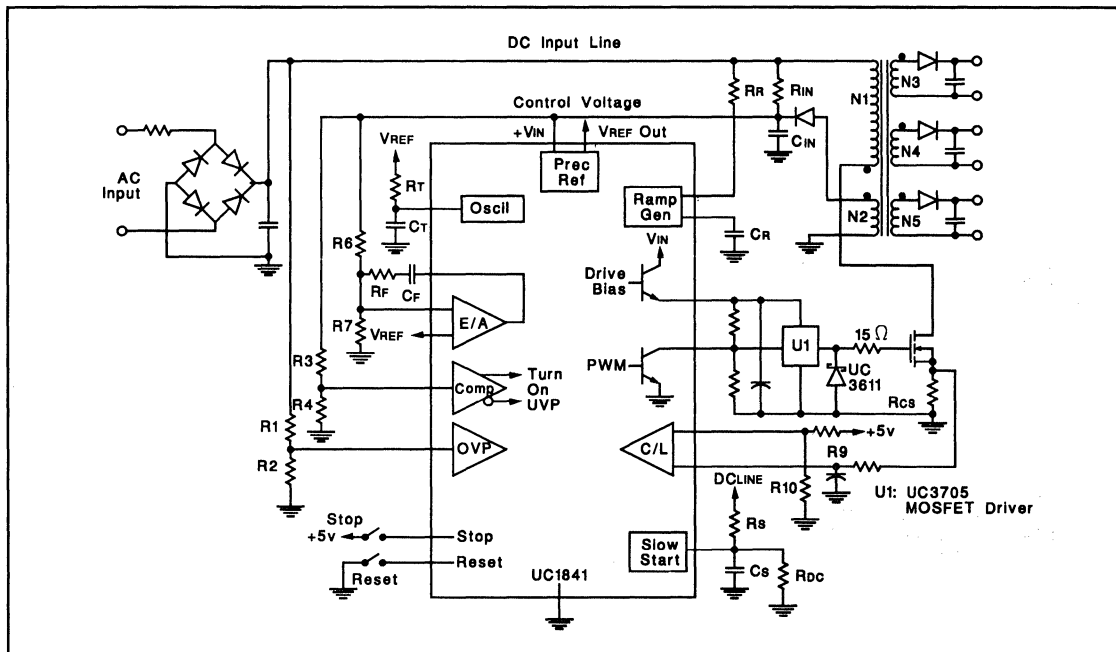 DC Input Line
N3
RR
RIN
N1
Control Voltage
+VIN
VREF Out
CIN
VREF
Prec
Ref
N4
AC
Input
RT
Oscil
Ramp
Gen
N2
N5
CT
CR
R6
VIN
RF
CF
Drive
Bias
E/A
R7
VREF
U1
15 Ω
R3
PWM
UC
3611
Comp
Turn
On
UVP
RCS
R4
R1
OVP
C/L
+5v
R9
R2
DCLINE
R10
U1: UC3705
MOSFET Driver
Stop
RS
+5v
Stop
Slow
Start
Reset
Reset
CS
RDC
UC1841